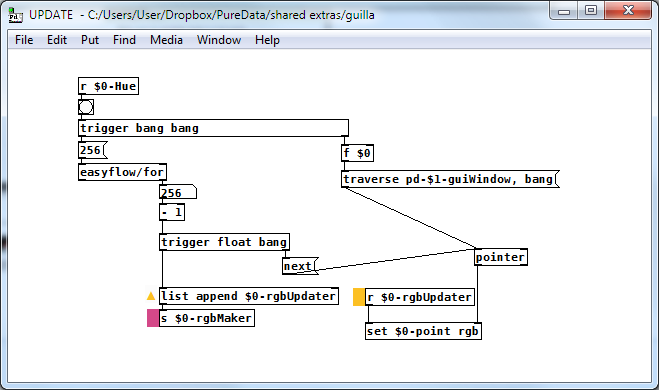 UPDATE - C:/Users/User/Dropbox/PureData/shared extras/guilla
File Edit Put Find Media Window Help
r $0-Hue
trigger bang bang
256
f $0
easyflow/for
traverse pd-$1-guiWindow, bang
256
- 1
trigger float bang
pointer
next
list append $0-rgbUpdater
r $0-rgbUpdater
s $0-rgbMaker
set $0-point rgb